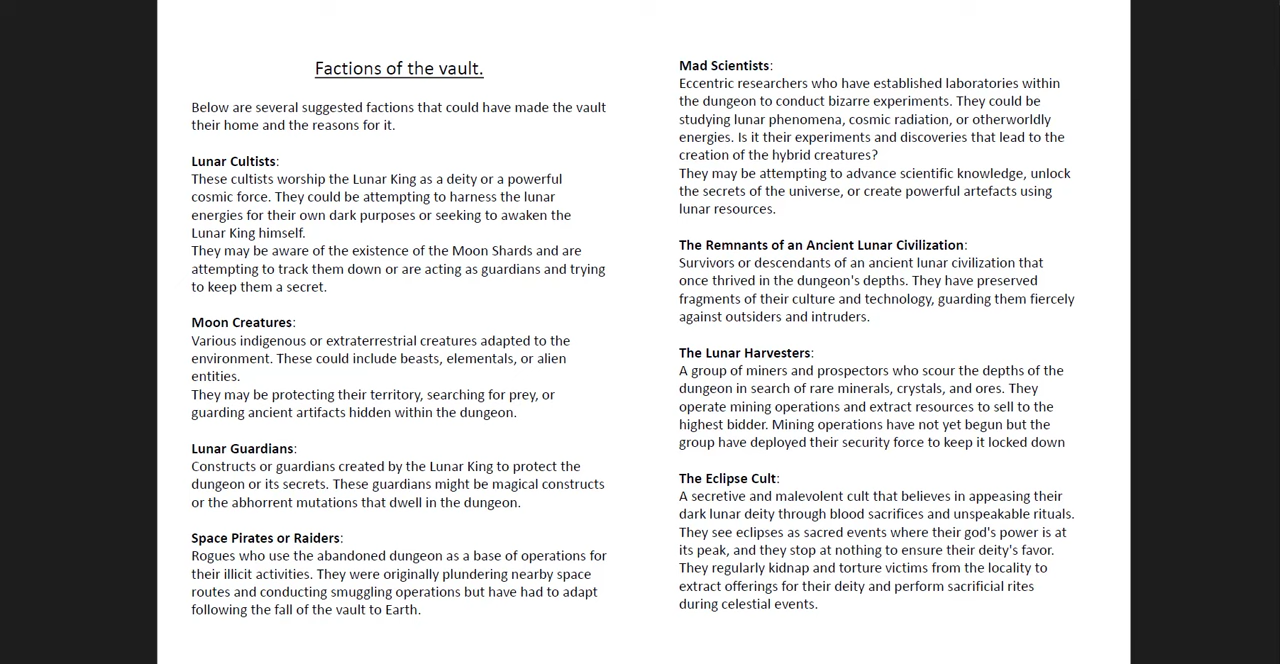 Factions of the vault.
Below are several suggested factions that could have made the vault
their home and the reasons for it.
Lunar Cultists:
These cultists worship the Lunar King as a deity or a powerful
cosmic force. They could be attempting to harness the lunar
energies for their own dark purposes or seeking to awaken the
Lunar King himself.
They may be aware of the existence of the Moon Shards and are
attempting to track them down or are acting as guardians and trying
to keep them a secret.
Moon Creatures:
Various indigenous or extraterrestrial creatures adapted to the
environment. These could include beasts, elementals, or alien
entities.
They may be protecting their territory, searching for prey, or
guarding ancient artifacts hidden within the dungeon.
Lunar Guardians:
Constructs or guardians created by the Lunar King to protect the
dungeon or its secrets. These guardians might be magical constructs
or the abhorrent mutations that dwell in the dungeon.
Space Pirates or Raiders:
Rogues who use the abandoned dungeon as a base of operations for
their illicit activities. They were originally plundering nearby space
routes and conducting smuggling operations but have had to adapt
following the fall of the vault to Earth.
Mad Scientists:
Eccentric researchers who have established laboratories within
the dungeon to conduct bizarre experiments. They could be
studying lunar phenomena, cosmic radiation, or otherworldly
energies. Is it their experiments and discoveries that lead to the
creation of the hybrid creatures?
They may be attempting to advance scientific knowledge, unlock
the secrets of the universe, or create powerful artefacts using
lunar resources.
The Remnants of an Ancient Lunar Civilization:
Survivors or descendants of an ancient lunar civilization that
once thrived in the dungeon's depths. They have preserved
fragments of their culture and technology, guarding them fiercely
against outsiders and intruders.
The Lunar Harvesters:
A group of miners and prospectors who scour the depths of the
dungeon in search of rare minerals, crystals, and ores. They
operate mining operations and extract resources to sell to the
highest bidder. Mining operations have not yet begun but the
group have deployed their security force to keep it locked down
The Eclipse Cult:
A secretive and malevolent cult that believes in appeasing their
dark lunar deity through blood sacrifices and unspeakable rituals.
They see eclipses as sacred events where their god's power is at
its peak, and they stop at nothing to ensure their deity's favor.
They regularly kidnap and torture victims from the locality to
extract offerings for their deity and perform sacrificial rites
during celestial events.